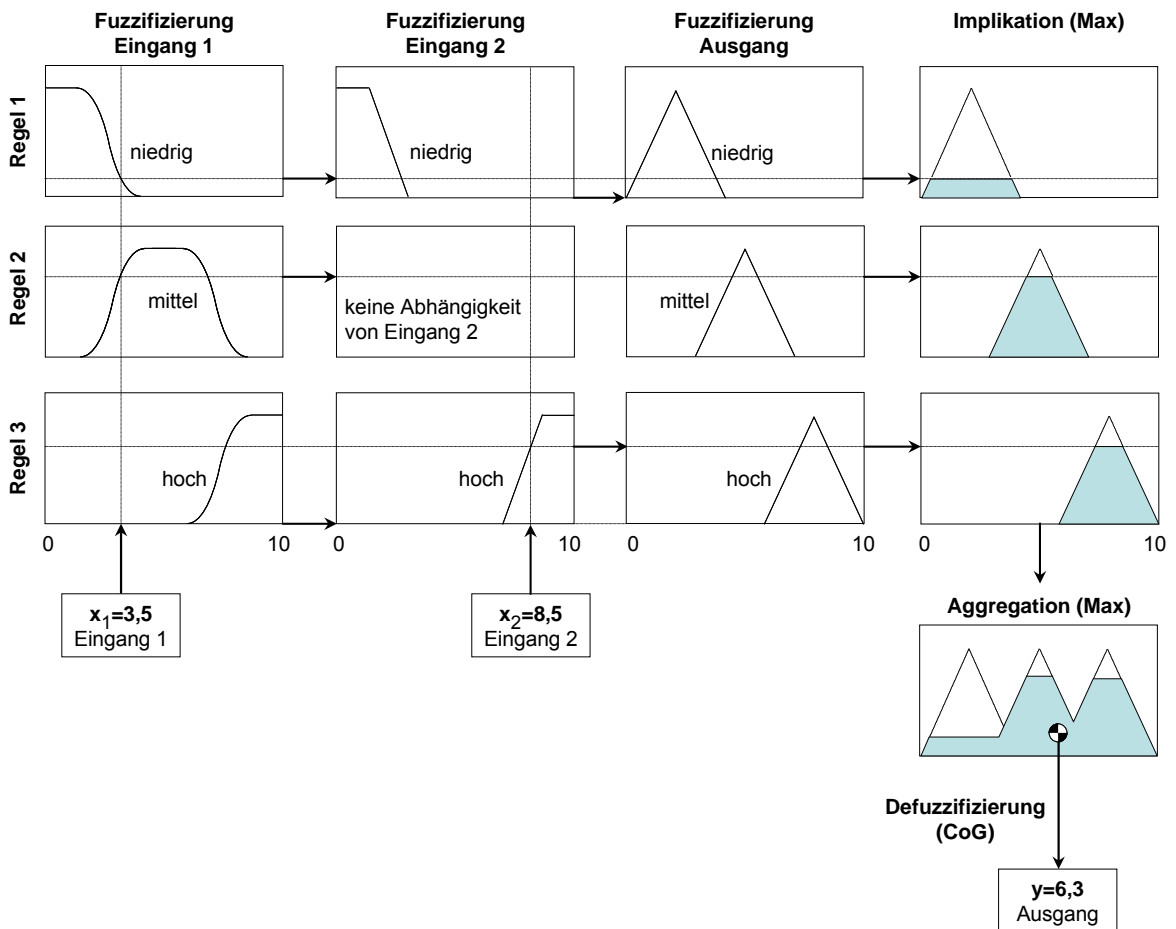 Fuzzifizierung
Eingang 1
Fuzzifizierung
Eingang 2
Fuzzifizierung
Ausgang
Implikation (Max)
Regel 1
niedrig
niedrig
Regel 2
mittel
keine Abhängigkeit
von Eingang 2
mittel
Regel 3
hoch
hoch
0 10
0 10
0 10
0 10
x1=3,5
Eingang 1
x2=8,5
Eingang 2
Aggregation (Max)
Defuzzifizierung
(CoG)
y=6,3
Ausgang